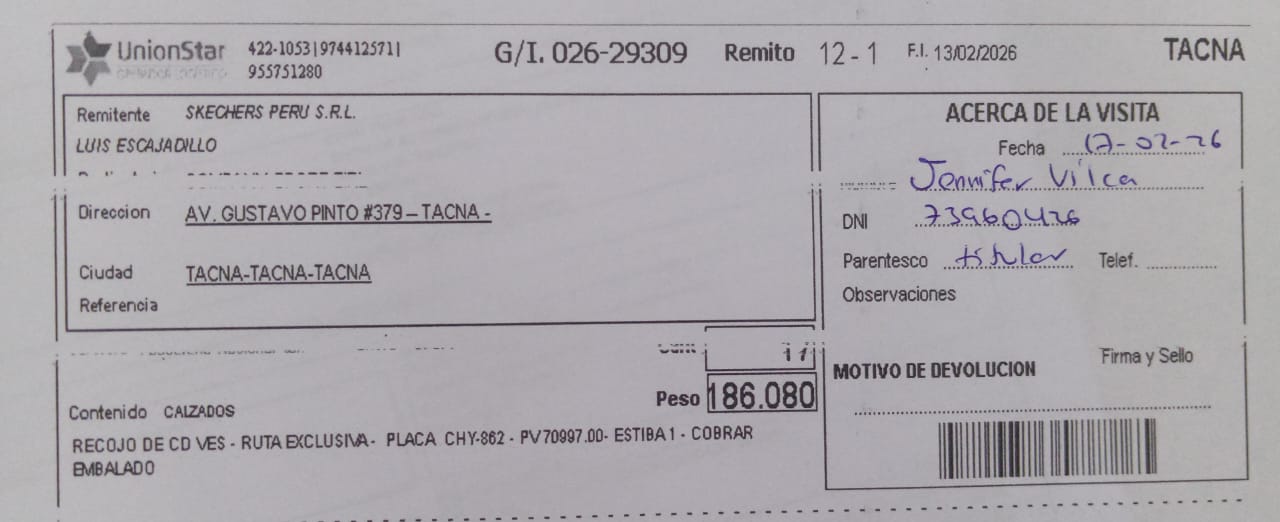 UnionStar 422-1053|974412571| G/I. 026-29309 Remito 12-1 F.I. 13/02/2026 TACNA
955751280
Remitente SKECHERS PERU S.R.L.
LUIS ESCAJADILLO
Direccion AV. GUSTAVO PINTO #379 – TACNA -
Ciudad TACNA-TACNA-TACNA
Referencia
Peso 186.080
Contenido CALZADOS
RECOJO DE CD VES - RUTA EXCLUSIVA - PLACA CHY-862 - PV70997.00- ESTIBA 1 - COBRAR
EMBALADO
ACERCA DE LA VISITA
Fecha 17-02-26
Jennifer Vilca
DNI 73960426
Parentesco titular Telef.
Observaciones
Firma y Sello
MOTIVO DE DEVOLUCION